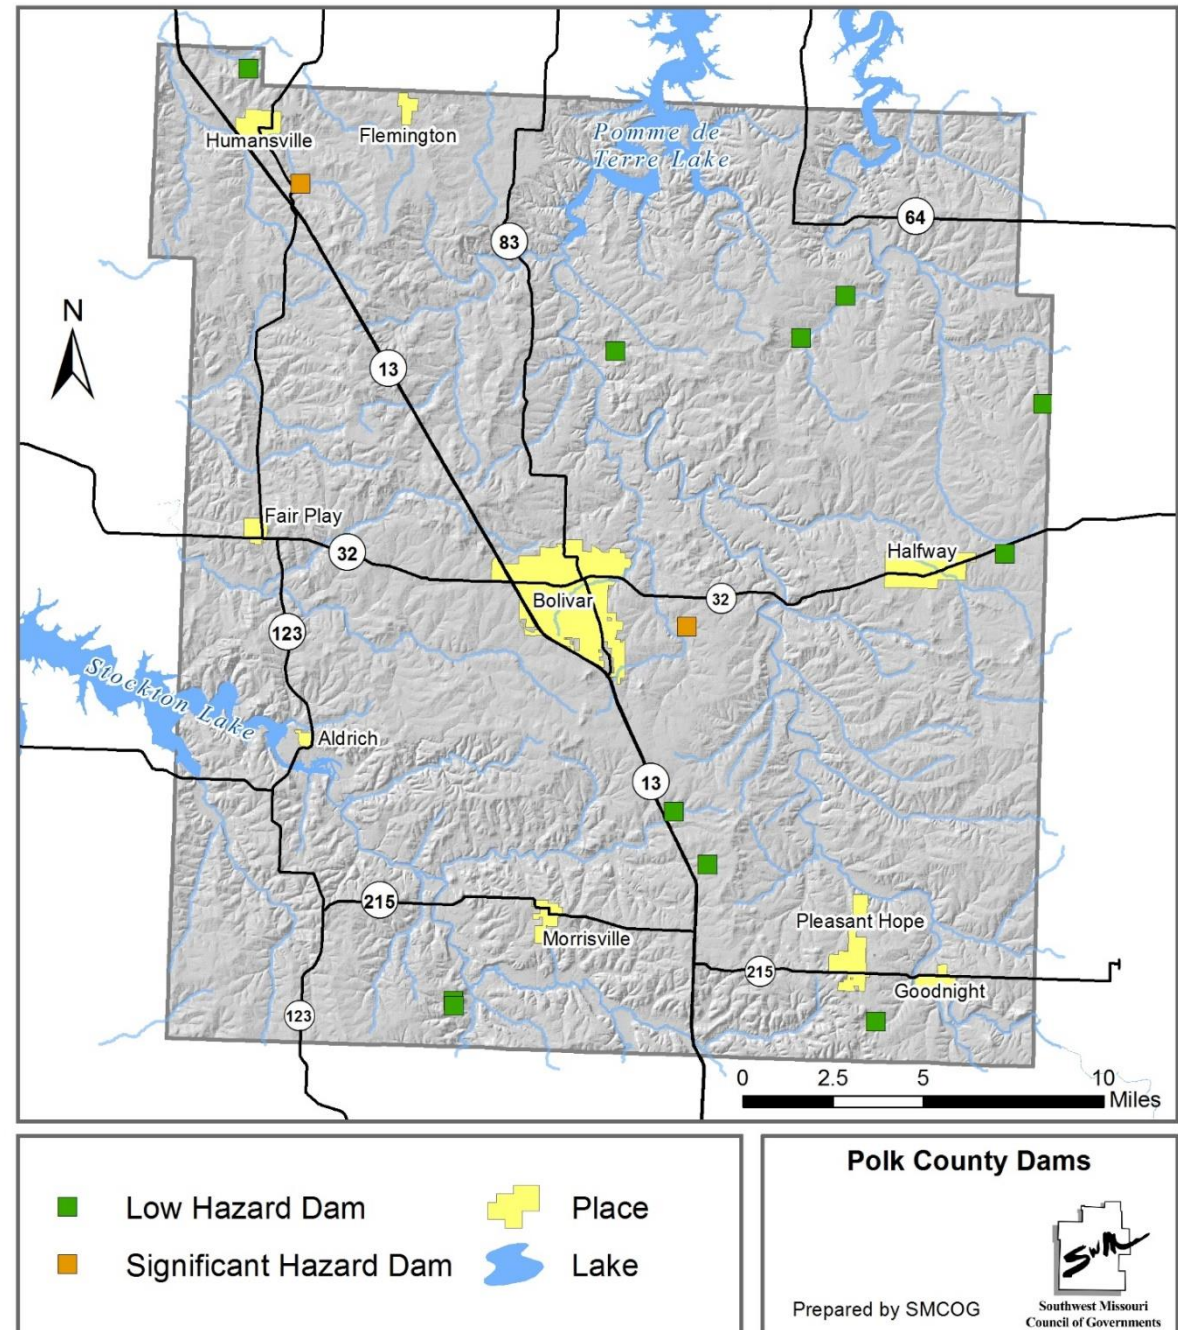 Humansville
Flemington
Pomme de
Terre Lake
64
83
N
13
Fair Play
32
Halfway
Bolivar
32
123
Stockton Lake
Aldrich
13
215
Pleasant Hope
Morrisville
215
Goodnight
123
0 2.5 5 10
Miles
Low Hazard Dam
Place
Significant Hazard Dam
Lake
Polk County Dams
SWM
Prepared by SMCOG
Southwest Missouri
Council of Governments